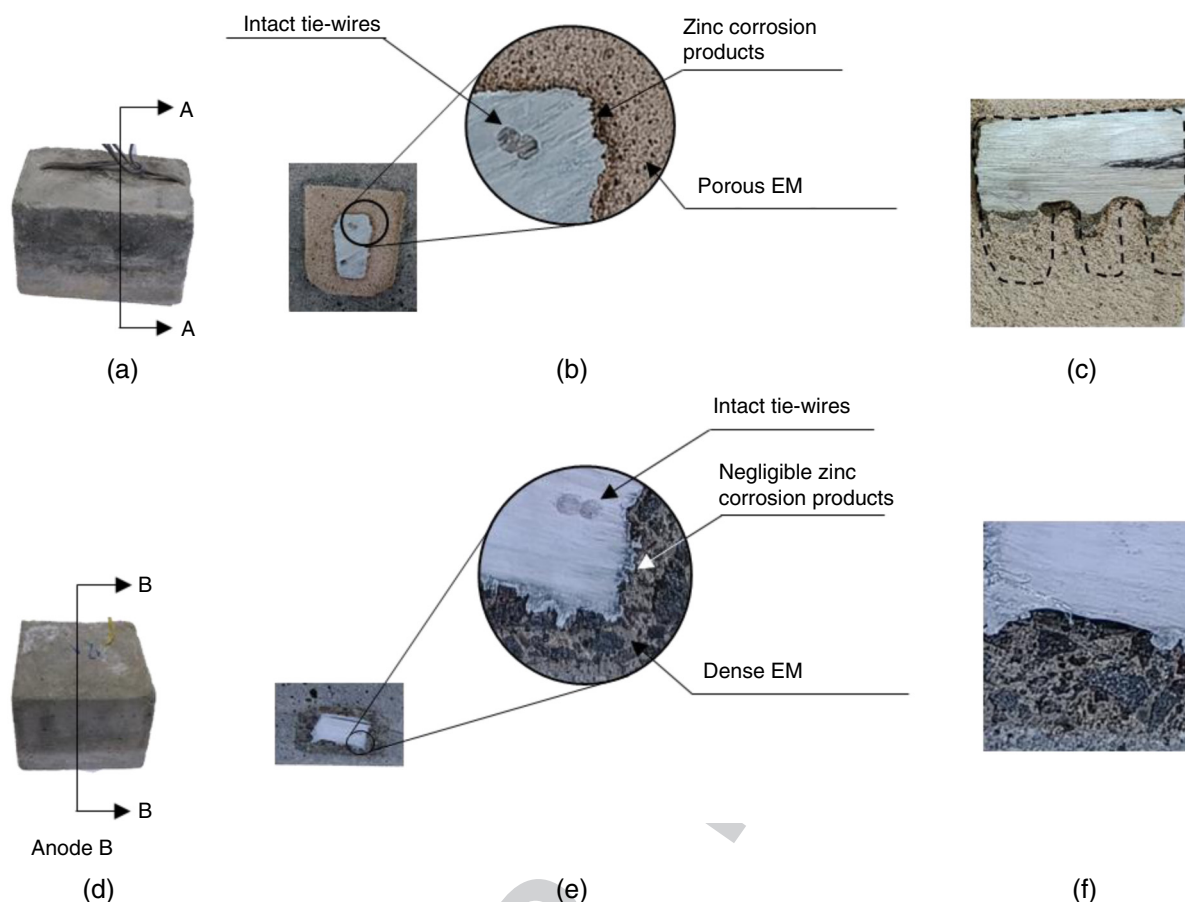 Intact tie-wires
Zinc corrosion
products
A
Porous EM
A
(a)
(b)
(c)
Intact tie-wires
Negligible zinc
corrosion products
B
Dense EM
B
Anode B
(d)
(e)
(f)